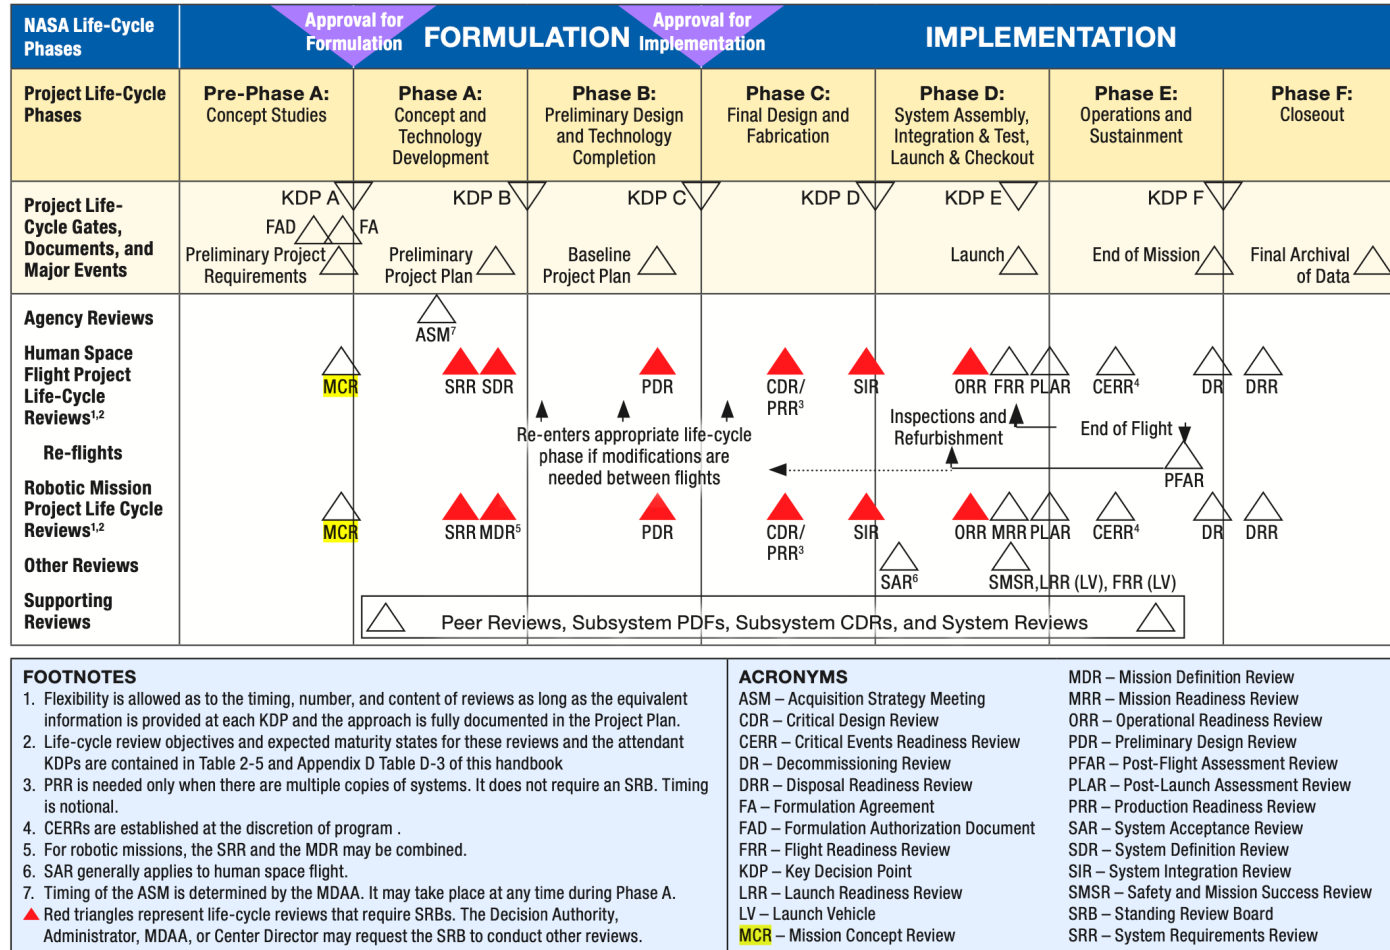 NASA Life-Cycle
Phases
Approval for
Formulation
FORMULATION
Approval for
Implementation
IMPLEMENTATION
Project Life-Cycle
Phases
Pre-Phase A:
Concept Studies
Phase A:
Concept and
Technology
Development
Phase B:
Preliminary Design
and Technology
Completion
Phase C:
Final Design and
Fabrication
Phase D:
System Assembly,
Integration & Test,
Launch & Checkout
Phase E:
Operations and
Sustainment
Phase F:
Closeout
Project Life-
Cycle Gates,
Documents, and
Major Events
KDP A
KDP B
KDP C
KDP D
KDP E
KDP F
FAD
FA
Preliminary Project
Requirements
Preliminary
Project Plan
Baseline
Project Plan
Launch
End of Mission
Final Archival
of Data
Agency Reviews
ASM7
Human Space
Flight Project
Life-Cycle
Reviews1,2
MCR
SRR
SDR
PDR
CDR/
PRR3
SIR
ORR
FRR
PLAR
CERR4
DR
DRR
Re-flights
Re-enters appropriate life-cycle
phase if modifications are
needed between flights
Inspections and
Refurbishment
End of Flight
PFAR
Robotic Mission
Project Life Cycle
Reviews1,2
MCR
SRR
MDR5
PDR
CDR/
PRR3
SIR
ORR
MRR
PLAR
CERR4
DR
DRR
Other Reviews
SAR6
SMSR,LRR (LV), FRR (LV)
Supporting
Reviews
Peer Reviews, Subsystem PDFs, Subsystem CDRs, and System Reviews
FOOTNOTES
1. Flexibility is allowed as to the timing, number, and content of reviews as long as the equivalent
information is provided at each KDP and the approach is fully documented in the Project Plan.
2. Life-cycle review objectives and expected maturity states for these reviews and the attendant
KDPs are contained in Table 2-5 and Appendix D Table D-3 of this handbook
3. PRR is needed only when there are multiple copies of systems. It does not require an SRB. Timing
is notional.
4. CERRs are established at the discretion of program .
5. For robotic missions, the SRR and the MDR may be combined.
6. SAR generally applies to human space flight.
7. Timing of the ASM is determined by the MDAA. It may take place at any time during Phase A.
Red triangles represent life-cycle reviews that require SRBs. The Decision Authority,
Administrator, MDAA, or Center Director may request the SRB to conduct other reviews.
ACRONYMS
ASM – Acquisition Strategy Meeting
CDR – Critical Design Review
CERR – Critical Events Readiness Review
DR – Decommissioning Review
DRR – Disposal Readiness Review
FA – Formulation Agreement
FAD – Formulation Authorization Document
FRR – Flight Readiness Review
KDP – Key Decision Point
LRR – Launch Readiness Review
LV – Launch Vehicle
MCR – Mission Concept Review
MDR – Mission Definition Review
MRR – Mission Readiness Review
ORR – Operational Readiness Review
PDR – Preliminary Design Review
PFAR – Post-Flight Assessment Review
PLAR – Post-Launch Assessment Review
PRR – Production Readiness Review
SAR – System Acceptance Review
SDR – System Definition Review
SIR – System Integration Review
SMSR – Safety and Mission Success Review
SRB – Standing Review Board
SRR – System Requirements Review